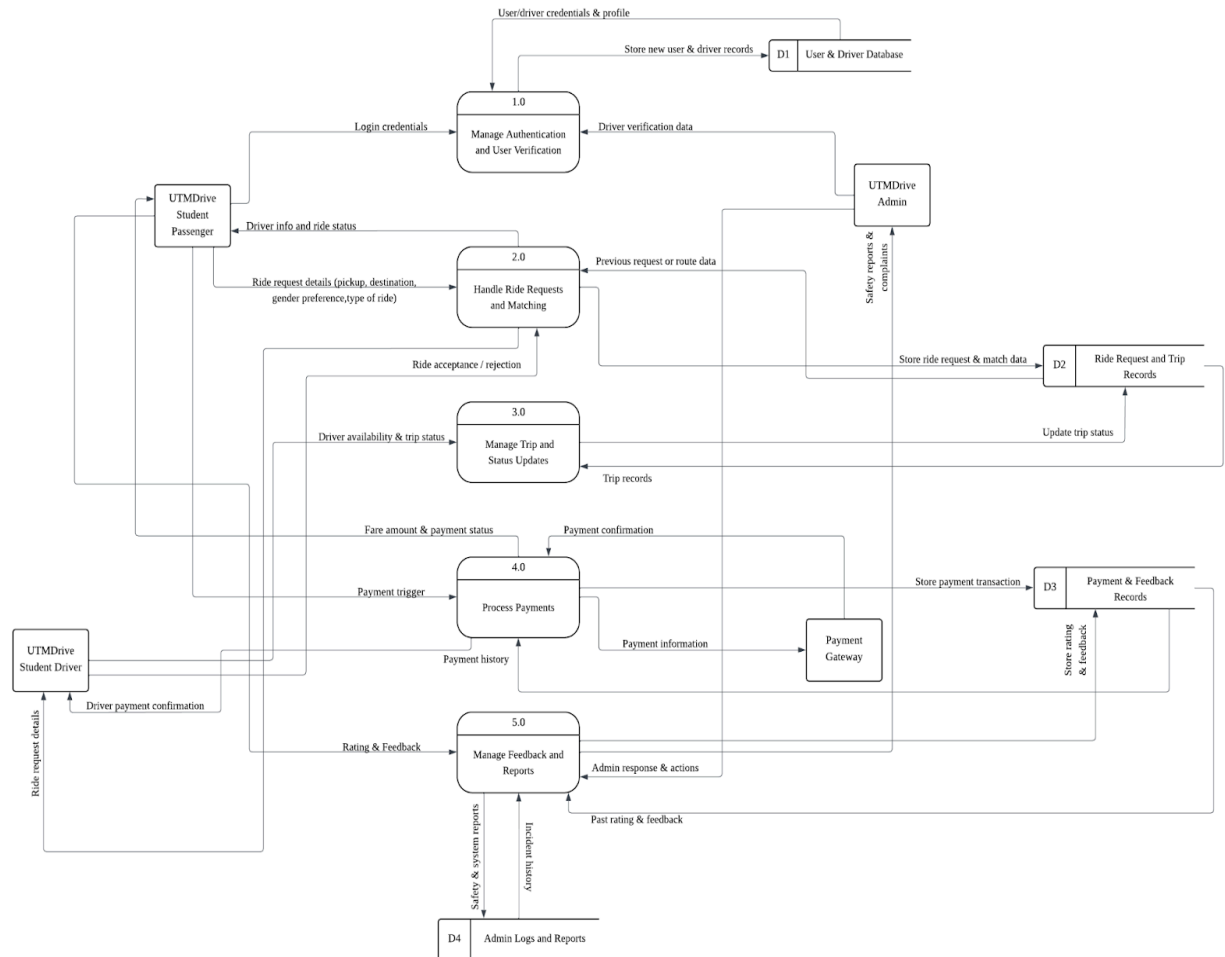 User/driver credentials & profile
Store new user & driver records
D1
User & Driver Database
1.0
Manage Authentication
and User Verification
Login credentials
Driver verification data
UTMDrive
Student
Passenger
UTMDrive
Admin
Driver info and ride status
2.0
Handle Ride Requests
and Matching
Previous request or route data
Safety reports &
complaints
Ride request details (pickup, destination,
gender preference,type of ride)
Ride acceptance / rejection
Store ride request & match data
D2
Ride Request and Trip
Records
3.0
Manage Trip and
Status Updates
Driver availability & trip status
Update trip status
Trip records
Fare amount & payment status
Payment confirmation
4.0
Process Payments
Payment trigger
Store payment transaction
D3
Payment & Feedback
Records
Payment information
Payment
Gateway
Store rating
& feedback
UTMDrive
Student Driver
Payment history
Driver payment confirmation
Ride request details
5.0
Manage Feedback and
Reports
Rating & Feedback
Admin response & actions
Past rating & feedback
Safety & system reports
Incident history
D4
Admin Logs and Reports